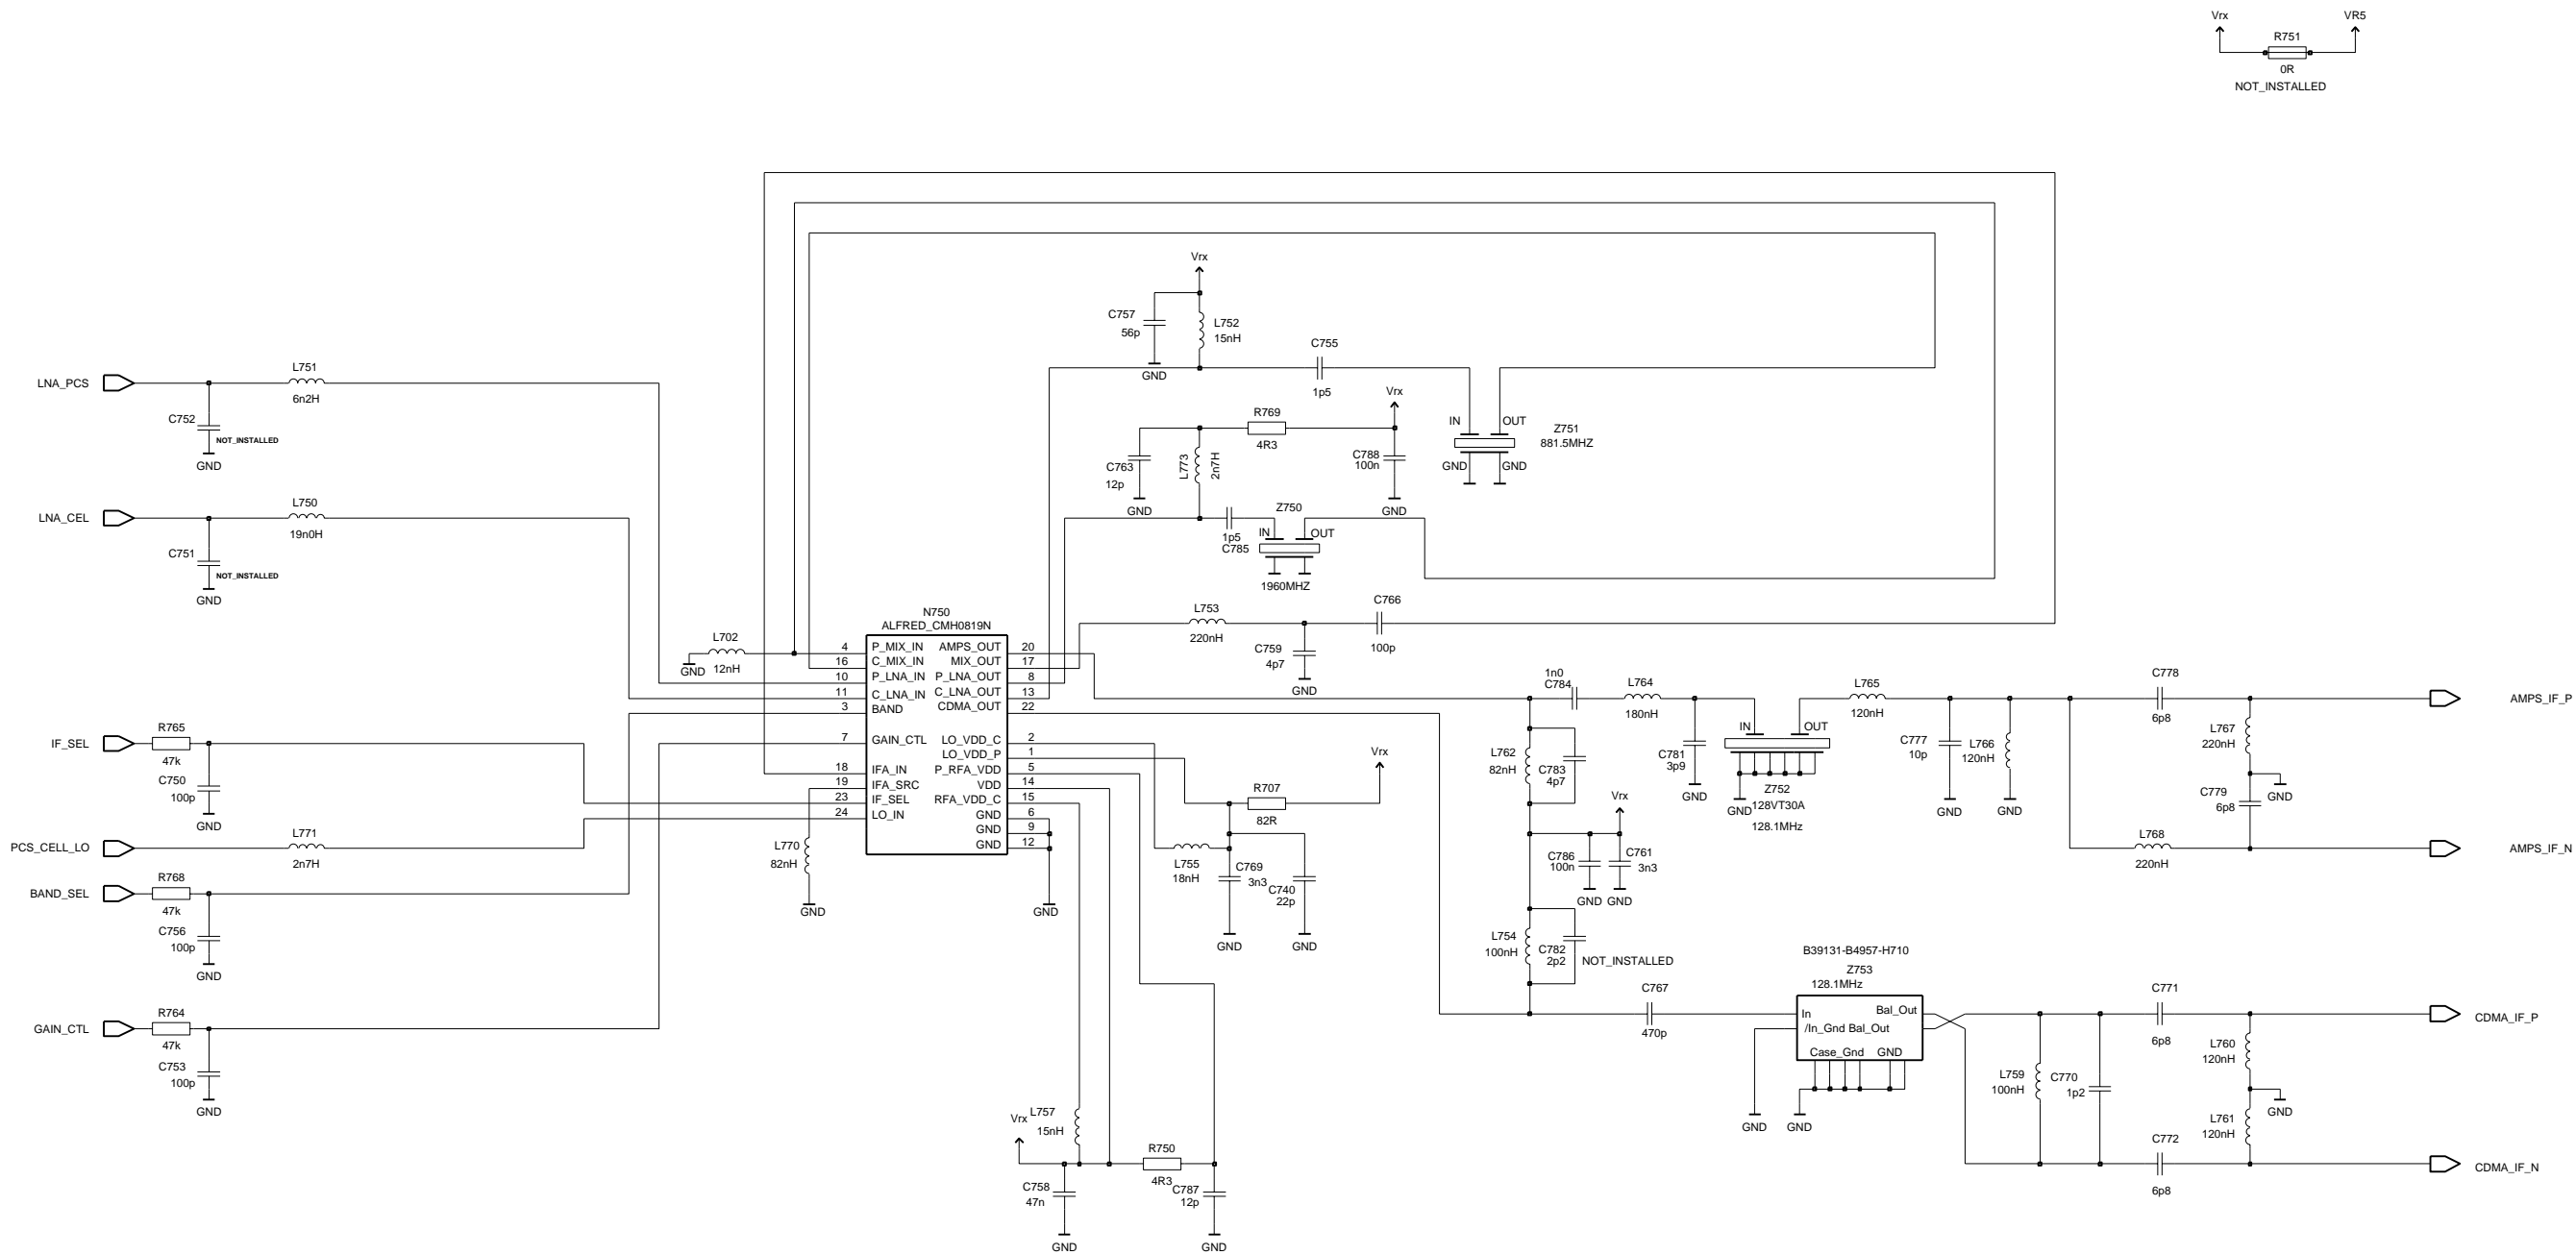 Vrx
VR5
R751
0R
NOT_INSTALLED
Vrx
C757
56p
L752
15nH
GND
C755
1p5
LNA_PCS
L751
6n2H
C752
NOT_INSTALLED
GND
Vrx
R769
4R3
C763
12p
GND
L773
2n7H
C788
100n
GND
IN
OUT
Z751
881.5MHZ
GND
GND
LNA_CEL
L750
19n0H
C751
NOT_INSTALLED
GND
1p5
C785
Z750
IN
OUT
1960MHZ
L753
220nH
C759
4p7
GND
C766
100p
L702
12nH
GND
N750
ALFRED_CMH0819N
4 P_MIX_IN AMPS_OUT 20
16 C_MIX_IN MIX_OUT 17
10 P_LNA_IN P_LNA_OUT 8
11 C_LNA_IN C_LNA_OUT 13
3 BAND CDMA_OUT 22
7 GAIN_CTL LO_VDD_C 2
LO_VDD_P 1
18 IFA_IN P_RFA_VDD 5
19 IFA_SRC VDD 14
23 IF_SEL RFA_VDD_C 15
24 LO_IN GND 6
GND 9
GND 12
GND
IF_SEL
R765
47k
C750
100p
GND
PCS_CELL_LO
L771
2n7H
L770
82nH
GND
BAND_SEL
R768
47k
C756
100p
GND
GAIN_CTL
R764
47k
C753
100p
GND
Vrx
R707
82R
L755
18nH
C769
3n3
GND
C740
22p
GND
1n0
C784
L764
180nH
C781
3p9
GND
L762
82nH
C783
4p7
Vrx
C786
100n
GND
C761
3n3
GND
L754
100nH
C782
2p2
NOT_INSTALLED
IN
OUT
GND
Z752
128VT30A
128.1MHz
L765
120nH
C777
10p
GND
L766
120nH
GND
C778
6p8
L767
220nH
GND
C779
6p8
L768
220nH
AMPS_IF_P
AMPS_IF_N
C767
470p
B39131-B4957-H710
Z753
128.1MHz
In
Bal_Out
/In_Gnd Bal_Out
Case_Gnd GND
GND
GND
L759
100nH
C770
1p2
C771
6p8
L760
120nH
GND
L761
120nH
C772
6p8
CDMA_IF_P
CDMA_IF_N
Vrx
L757
15nH
C758
47n
GND
R750
4R3
C787
12p
GND